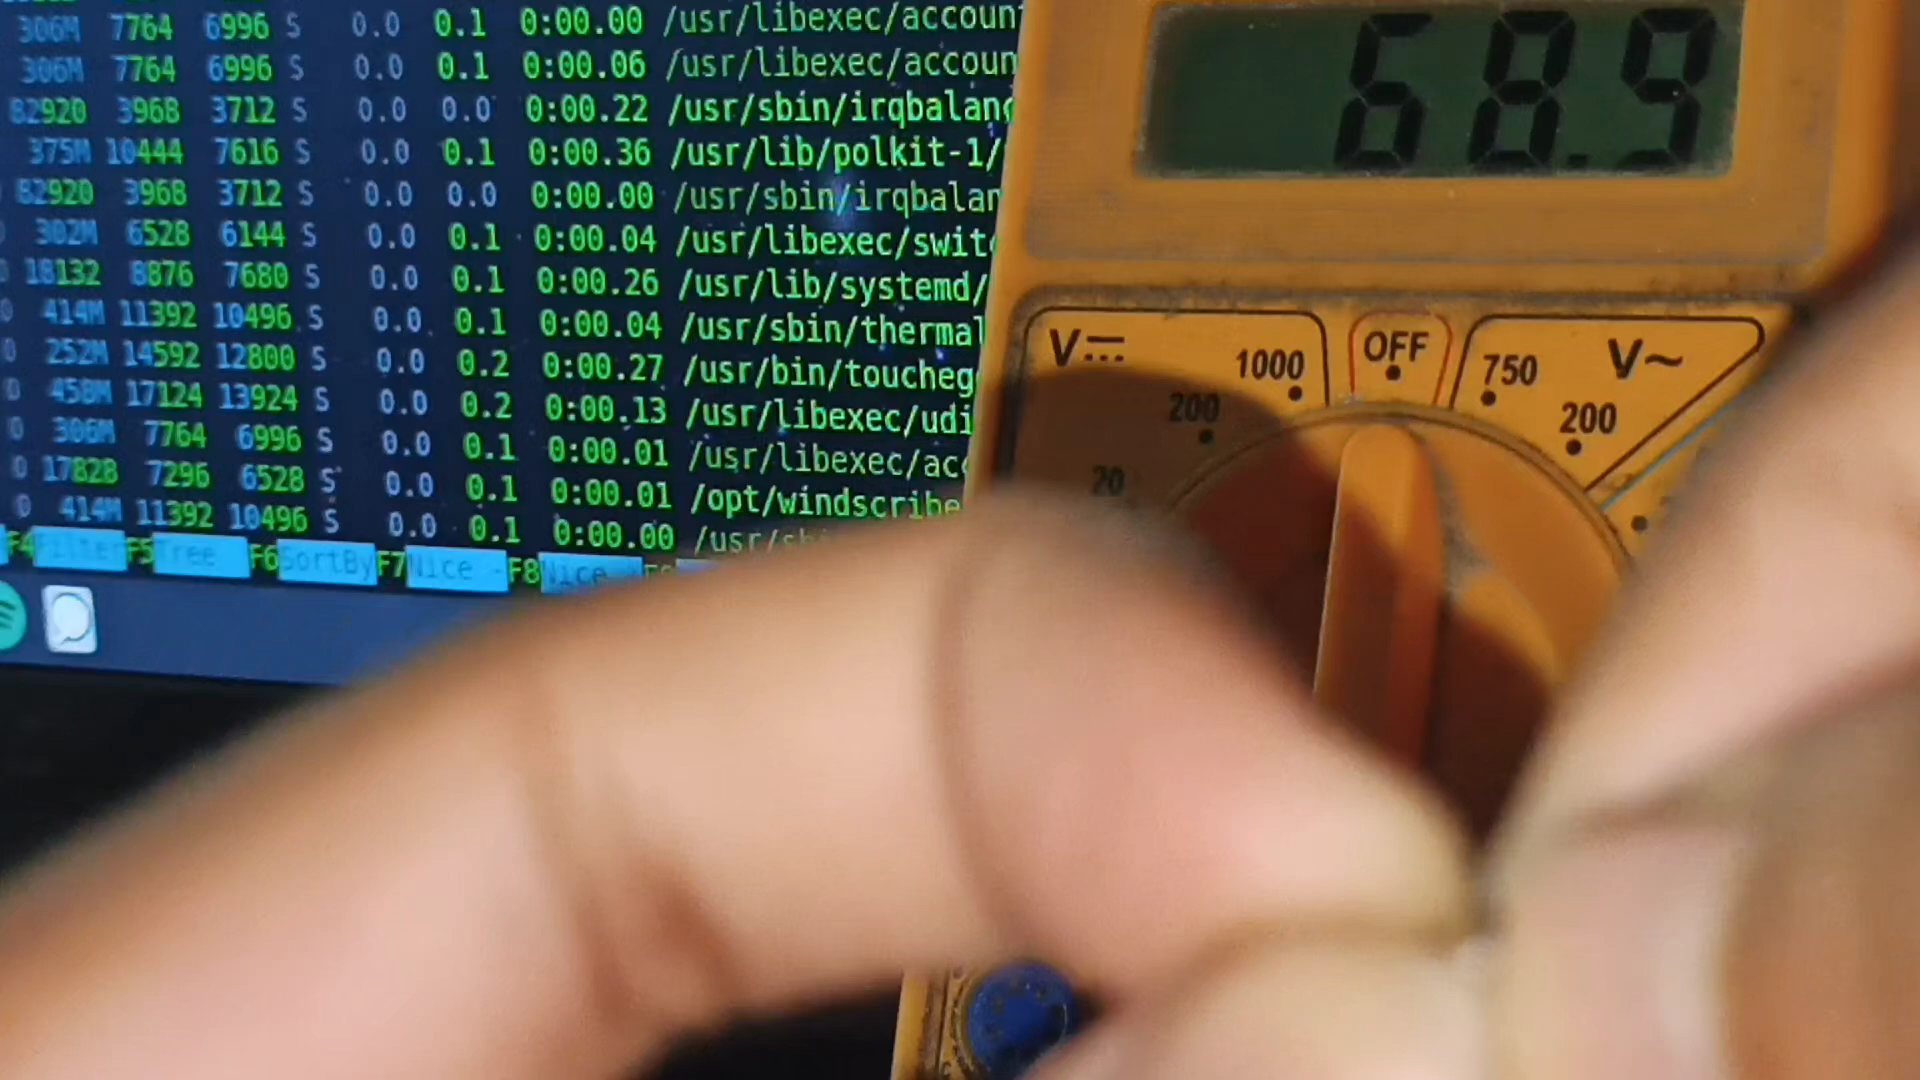 306M 7764 6996 S 0.0 0.1 0:00.00 /usr/libexec/accoun
306M 7764 6996 S 0.0 0.1 0:00.06 /usr/libexec/accoun
82920 3968 3712 S 0.0 0.0 0:00.22 /usr/sbin/irqbalanc
375M 10444 7616 S 0.0 0.1 0:00.36 /usr/lib/polkit-1/
82920 3968 3712 S 0.0 0.0 0:00.00 /usr/sbin/irqbalan
302M 6528 6144 S 0.0 0.1 0:00.04 /usr/libexec/swit
18132 8876 7680 S 0.0 0.1 0:00.26 /usr/lib/systemd/
414M 11392 10496 S 0.0 0.1 0:00.04 /usr/sbin/thermal
252M 14592 12800 S 0.0 0.2 0:00.27 /usr/bin/toucheg
458M 17124 13924 S 0.0 0.2 0:00.13 /usr/libexec/udi
306M 7764 6996 S 0.0 0.1 0:00.01 /usr/libexec/acc
17828 7296 6528 S 0.0 0.1 0:00.01 /opt/windscribe
414M 11392 10496 S 0.0 0.1 0:00.00 /usr/sbi
F4Filter F5Tree F6SortBy F7Nice - F8Nice
68.9
V⎓ 1000 OFF 750 V~
200 200
20